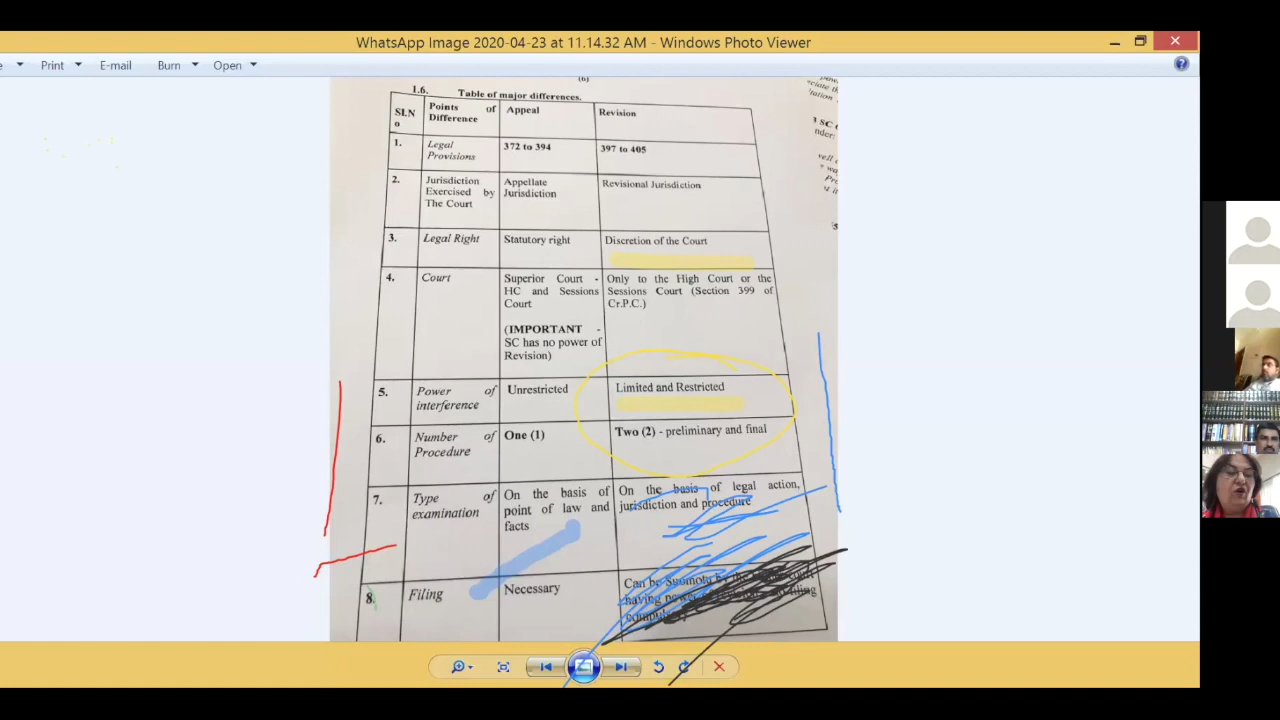 WhatsApp Image 2020-04-23 at 11.14.32 AM - Windows Photo Viewer
Print E-mail Burn Open
(6)
1.6. Table of major differences.
Sl.N
o
Points of
Difference
Appeal
Revision
1.
Legal
Provisions
372 to 394
397 to 405
2.
Jurisdiction
Exercised by
The Court
Appellate
Jurisdiction
Revisional Jurisdiction
3.
Legal Right
Statutory right
Discretion of the Court
4.
Court
Superior Court -
HC and Sessions
Court
(IMPORTANT -
SC has no power of
Revision)
Only to the High Court or the
Sessions Court (Section 399 of
Cr.P.C.)
5.
Power of
interference
Unrestricted
Limited and Restricted
6.
Number of
Procedure
One (1)
Two (2) - preliminary and final
7.
Type of
examination
On the basis of
point of law and
facts
On the basis of legal action,
jurisdiction and procedure
8.
Filing
Necessary
Can be Suomotu by the
having power